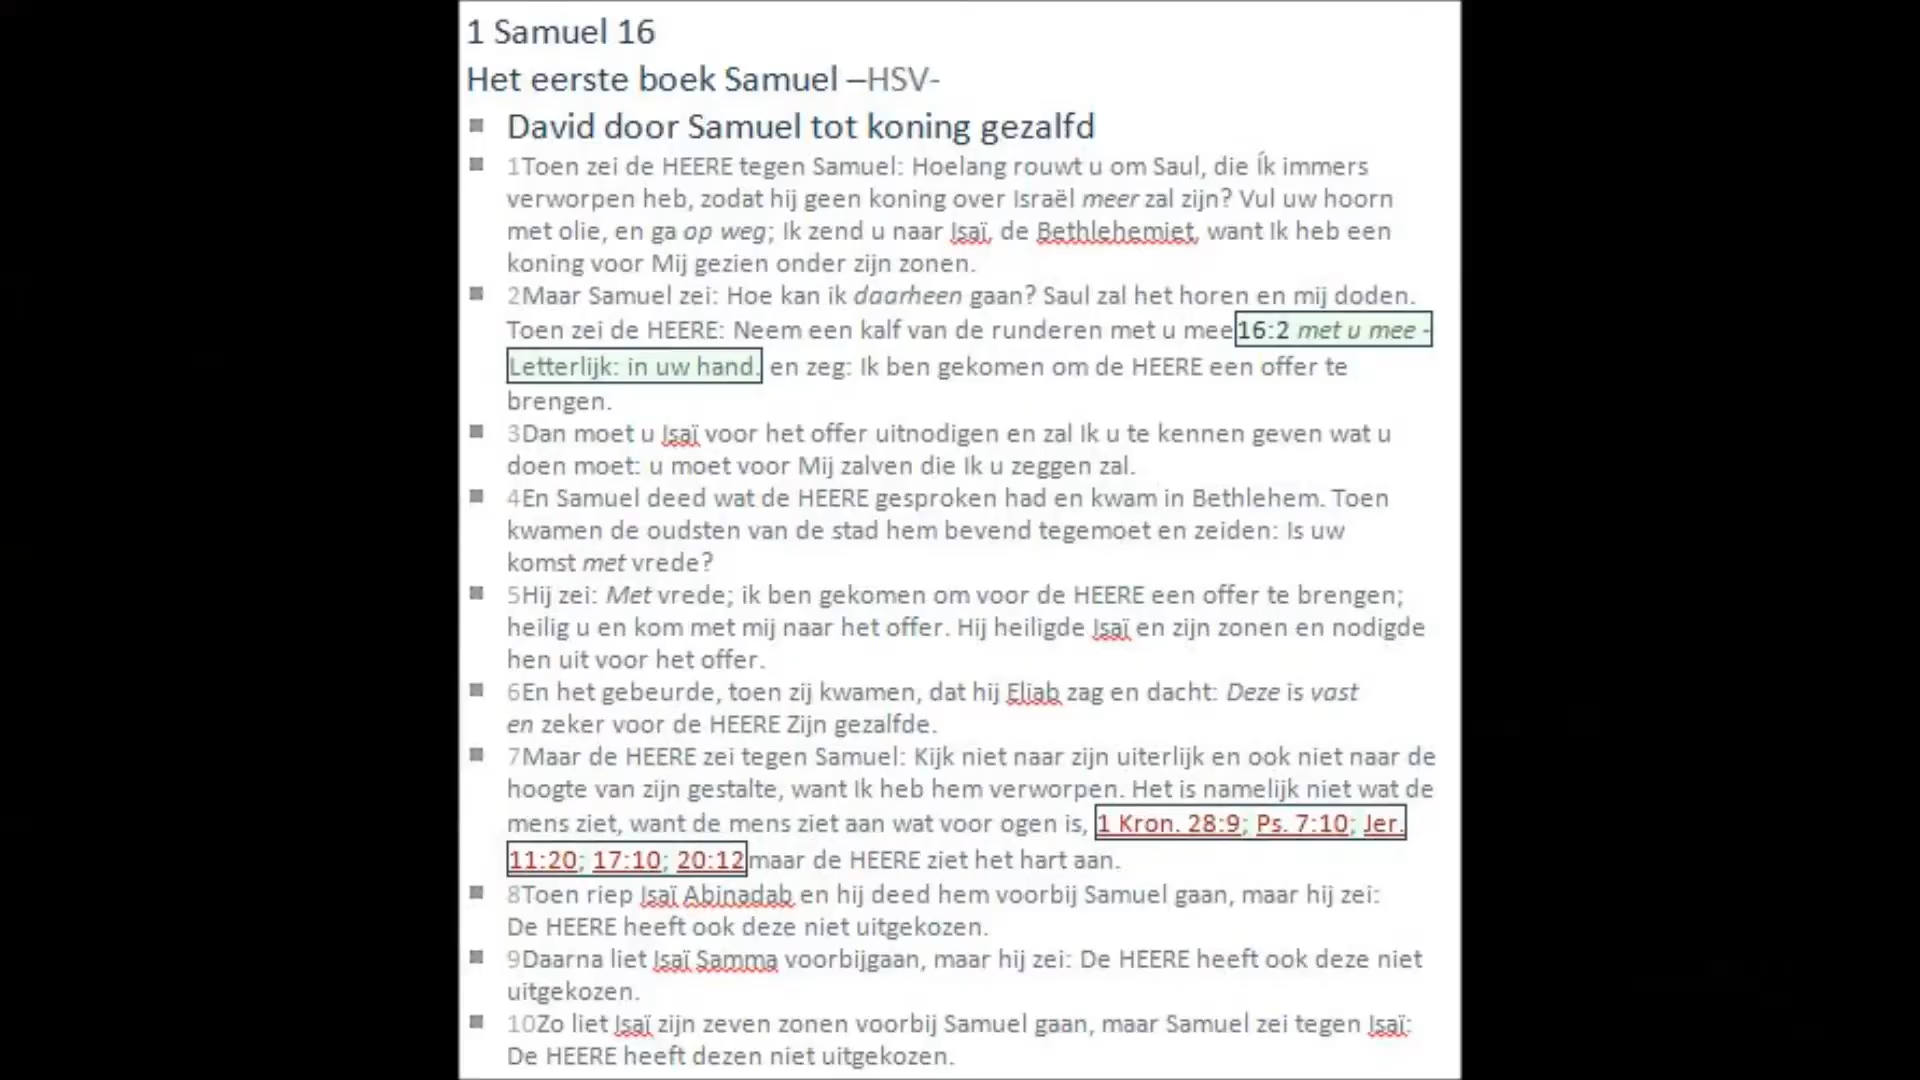 1 Samuel 16
Het eerste boek Samuel –HSV-
David door Samuel tot koning gezalfd
1Toen zei de HEERE tegen Samuel: Hoelang rouwt u om Saul, die Ík immers
verworpen heb, zodat hij geen koning over Israël meer zal zijn? Vul uw hoorn
met olie, en ga op weg; Ik zend u naar Isaï, de Bethlehemiet, want Ik heb een
koning voor Mij gezien onder zijn zonen.
2Maar Samuel zei: Hoe kan ik daarheen gaan? Saul zal het horen en mij doden.
Toen zei de HEERE: Neem een kalf van de runderen met u mee16:2 met u mee -
Letterlijk: in uw hand. en zeg: Ik ben gekomen om de HEERE een offer te
brengen.
3Dan moet u Isaï voor het offer uitnodigen en zal Ik u te kennen geven wat u
doen moet: u moet voor Mij zalven die Ik u zeggen zal.
4En Samuel deed wat de HEERE gesproken had en kwam in Bethlehem. Toen
kwamen de oudsten van de stad hem bevend tegemoet en zeiden: Is uw
komst met vrede?
5Hij zei: Met vrede; ik ben gekomen om voor de HEERE een offer te brengen;
heilig u en kom met mij naar het offer. Hij heiligde Isaï en zijn zonen en nodigde
hen uit voor het offer.
6En het gebeurde, toen zij kwamen, dat hij Eliab zag en dacht: Deze is vast
en zeker voor de HEERE Zijn gezalfde.
7Maar de HEERE zei tegen Samuel: Kijk niet naar zijn uiterlijk en ook niet naar de
hoogte van zijn gestalte, want Ik heb hem verworpen. Het is namelijk niet wat de
mens ziet, want de mens ziet aan wat voor ogen is, 1 Kron. 28:9; Ps. 7:10; Jer.
11:20; 17:10; 20:12maar de HEERE ziet het hart aan.
8Toen riep Isaï Abinadab en hij deed hem voorbij Samuel gaan, maar hij zei:
De HEERE heeft ook deze niet uitgekozen.
9Daarna liet Isaï Samma voorbijgaan, maar hij zei: De HEERE heeft ook deze niet
uitgekozen.
10Zo liet Isaï zijn zeven zonen voorbij Samuel gaan, maar Samuel zei tegen Isaï:
De HEERE heeft dezen niet uitgekozen.